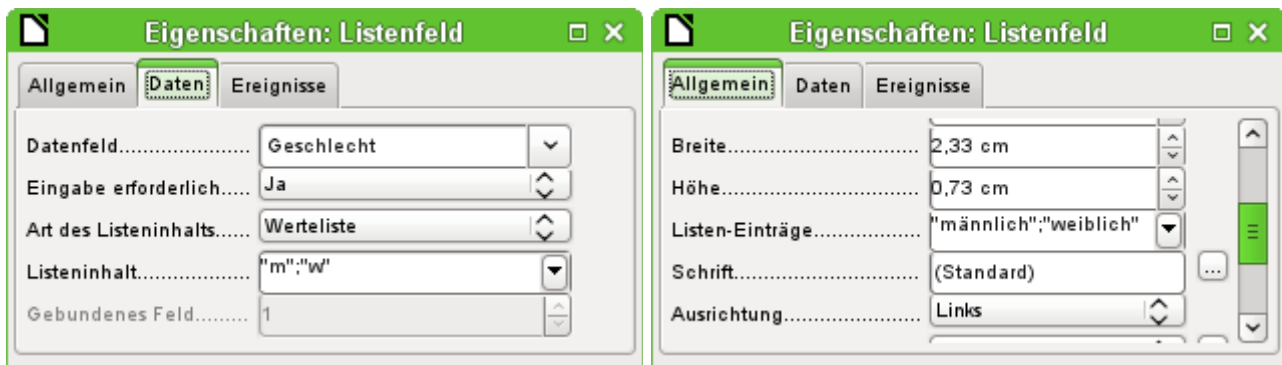 Eigenschaften: Listenfeld
Allgemein Daten Ereignisse
Datenfeld...................... Geschlecht
Eingabe erforderlich..... Ja
Art des Listeninhalts...... Werteliste
Listeninhalt.................. "m";"w"
Gebundenes Feld......... 1
Eigenschaften: Listenfeld
Allgemein Daten Ereignisse
Breite............................ 2,33 cm
Höhe............................. 0,73 cm
Listen-Einträge............... "männlich";"weiblich"
Schrift........................... (Standard) ...
Ausrichtung................... Links